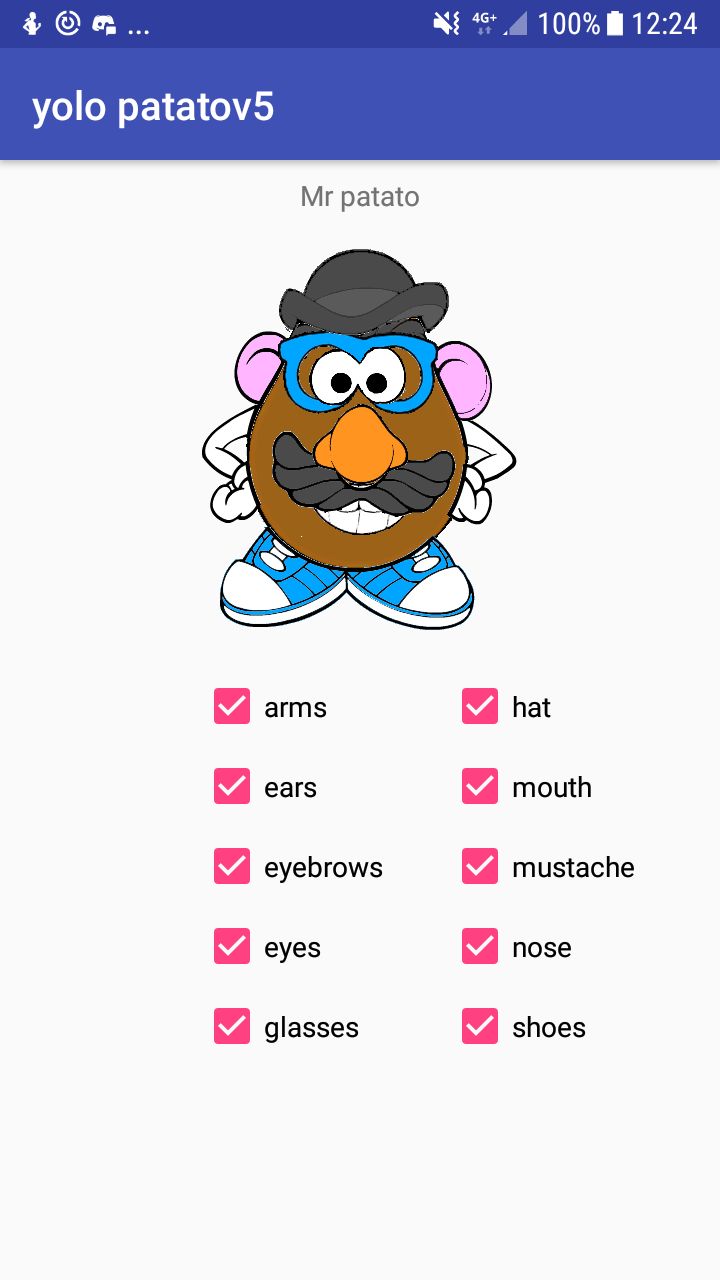 ... 4G+ 100% 12:24
yolo patatov5
Mr patato
arms hat
ears mouth
eyebrows mustache
eyes nose
glasses shoes